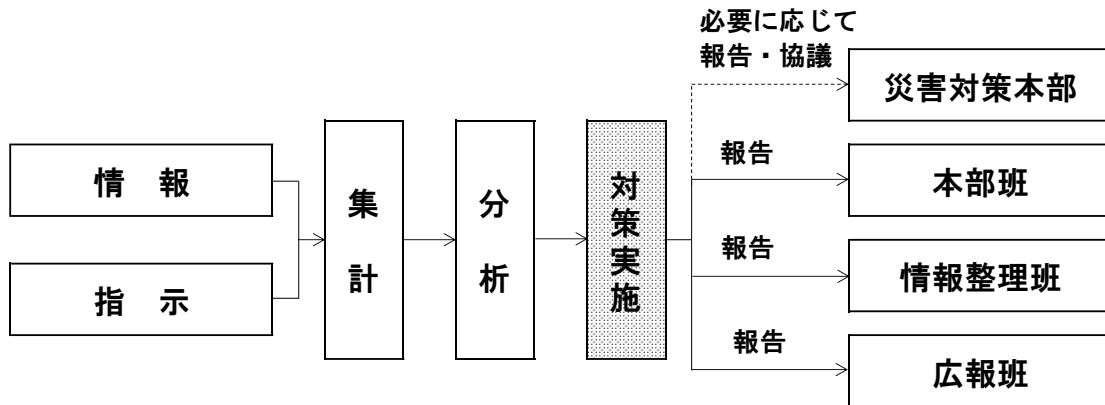 必要に応じて
報告・協議
災害対策本部
情　報
指　示
集計
分析
対策実施
報告
本部班
報告
情報整理班
報告
広報班